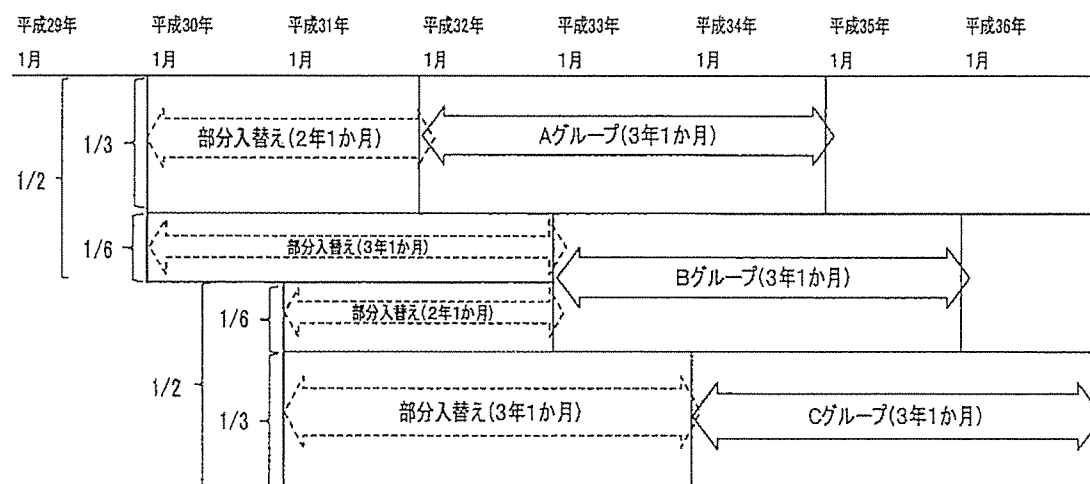 平成29年 平成30年 平成31年 平成32年 平成33年 平成34年 平成35年 平成36年
1月 1月 1月 1月 1月 1月 1月 1月
1/2
1/3
部分入替え(2年1か月)
Aグループ(3年1か月)
1/6
部分入替え(3年1か月)
Bグループ(3年1か月)
1/2
1/6
部分入替え(2年1か月)
1/3
部分入替え(3年1か月)
Cグループ(3年1か月)